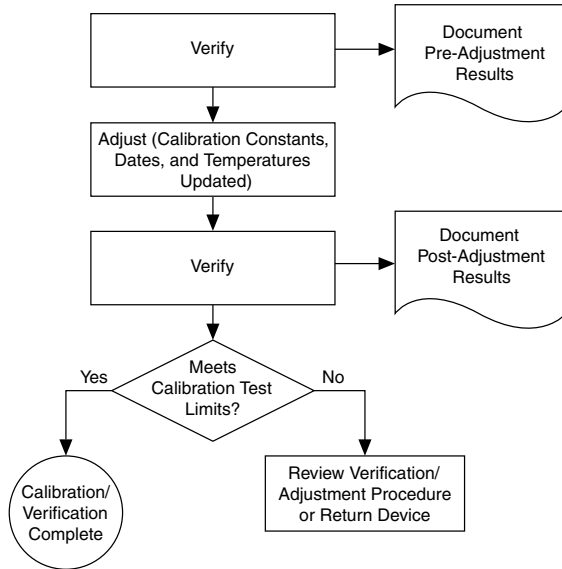 Verify
Document
Pre-Adjustment
Results
Adjust (Calibration Constants,
Dates, and Temperatures
Updated)
Verify
Document
Post-Adjustment
Results
Meets
Calibration Test
Limits?
Yes
No
Calibration/
Verification
Complete
Review Verification/
Adjustment Procedure
or Return Device